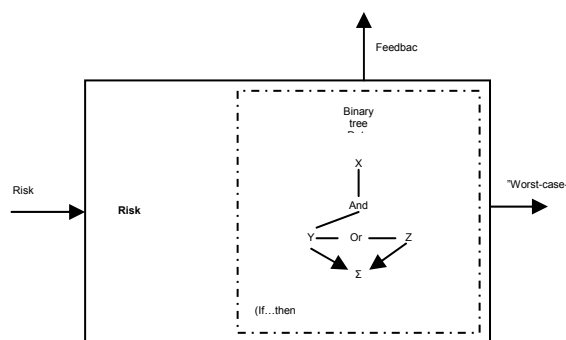 Feedbac
Binary
tree
X
Risk
"Worst-case-
Risk
And
Y Or Z
Σ
(If…then